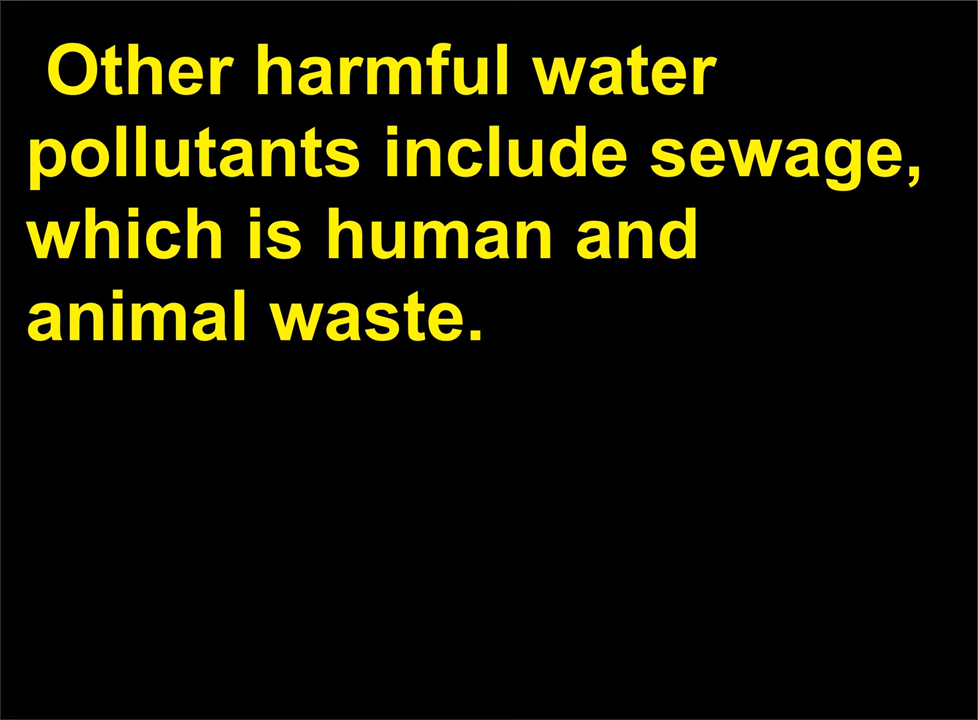 Other harmful water
pollutants include sewage,
which is human and
animal waste.